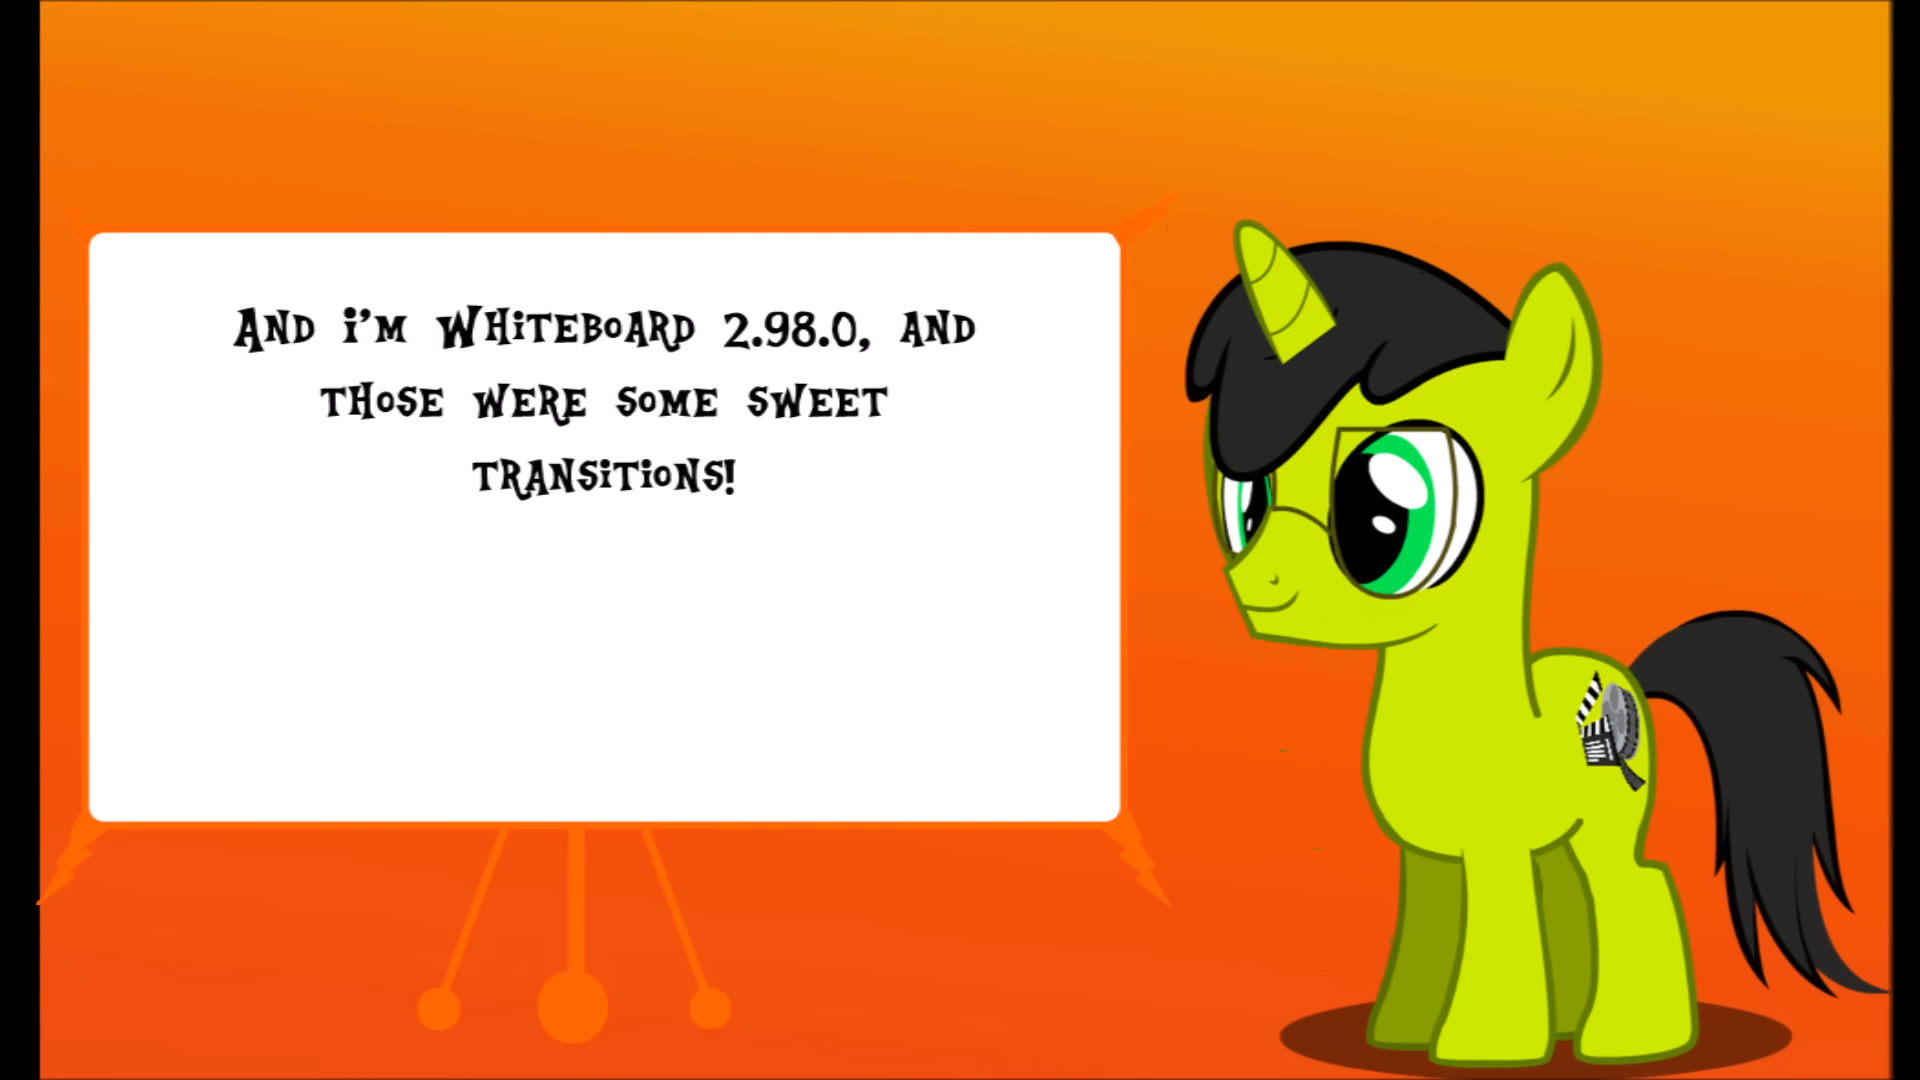 And i'm Whiteboard 2.98.0, and
those were some sweet
transitions!